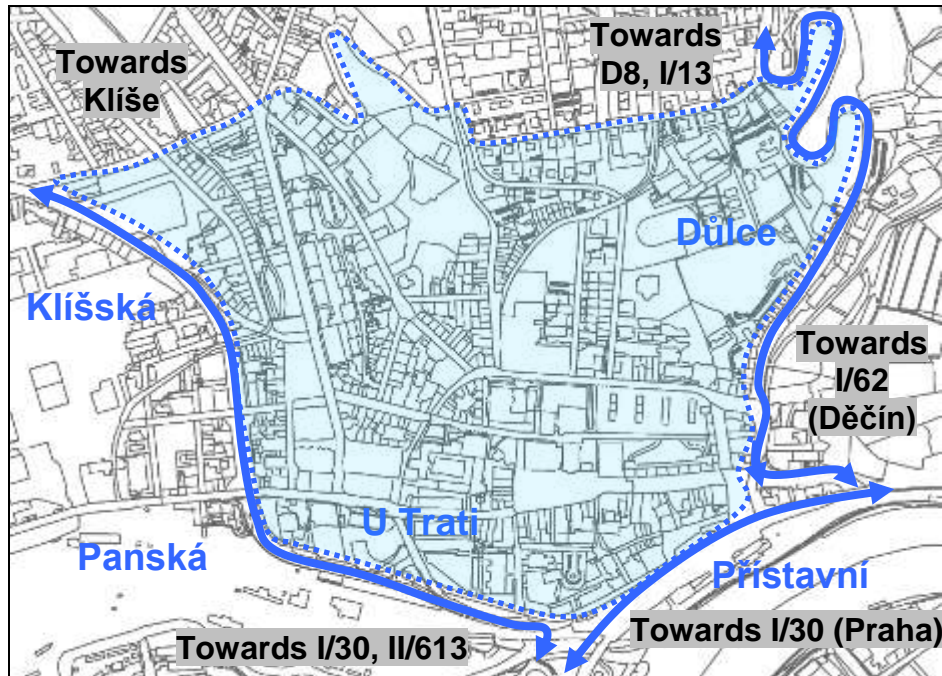 Towards
Klíše
Towards
D8, I/13
Důlce
Klíšská
Towards
I/62
(Děčín)
U Trati
Panská
Přístavní
Towards I/30, II/613
Towards I/30 (Praha)